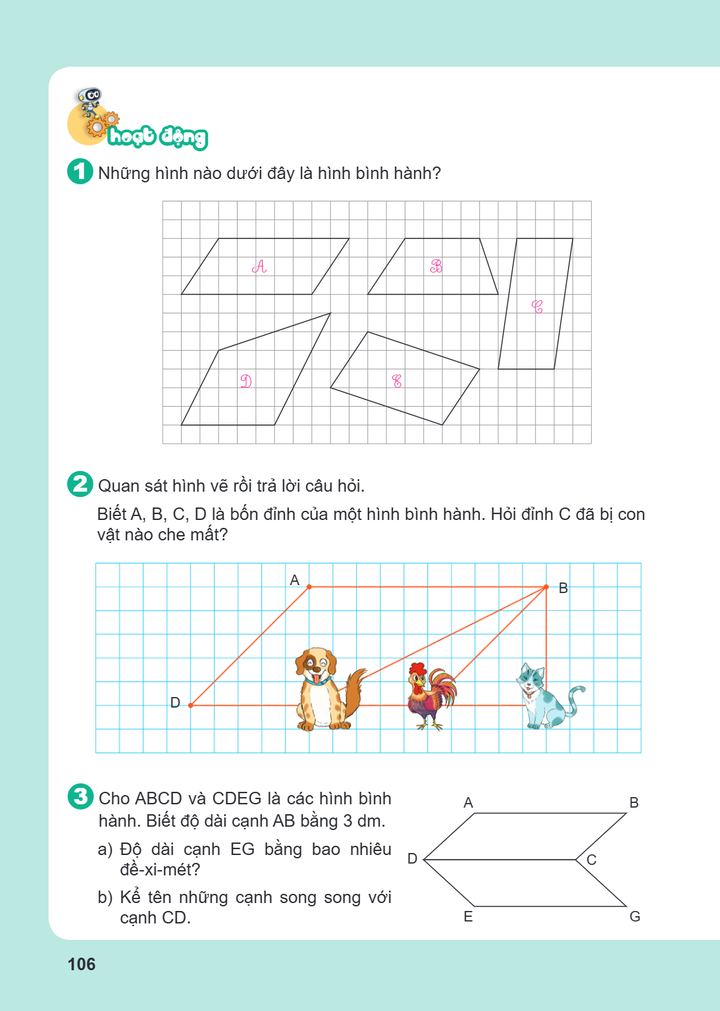 hoạt động
1 Những hình nào dưới đây là hình bình hành?
A
B
C
D
E
2 Quan sát hình vẽ rồi trả lời câu hỏi.
Biết A, B, C, D là bốn đỉnh của một hình bình hành. Hỏi đỉnh C đã bị con
vật nào che mất?
A
B
D
3 Cho ABCD và CDEG là các hình bình
hành. Biết độ dài cạnh AB bằng 3 dm.
a) Độ dài cạnh EG bằng bao nhiêu
đề-xi-mét?
b) Kể tên những cạnh song song với
cạnh CD.
A
B
D
C
E
G
106